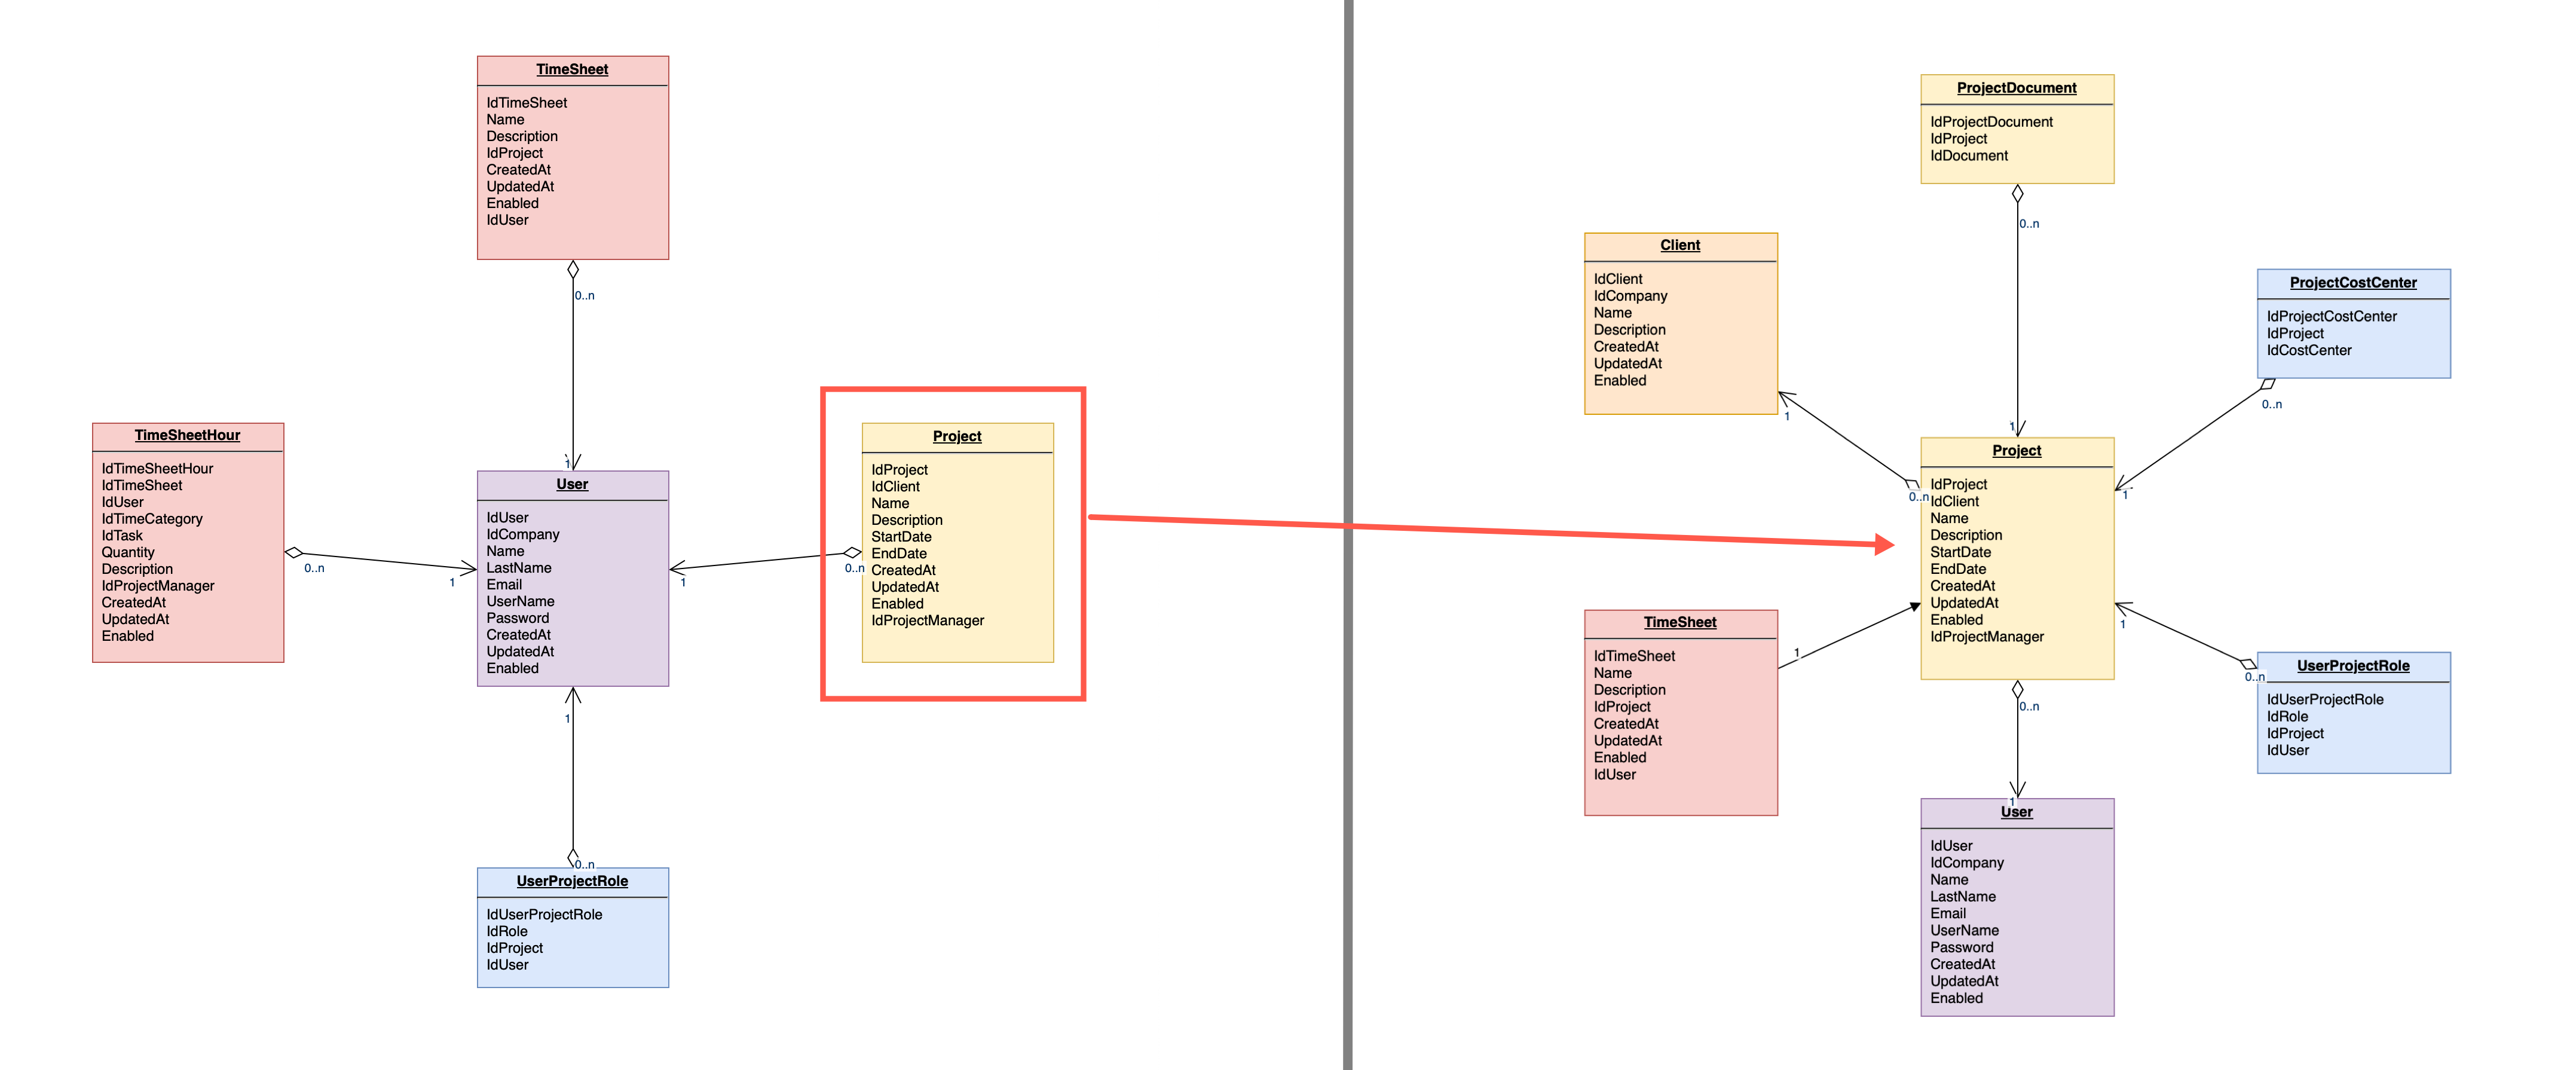 TimeSheet
IdTimeSheet
Name
Description
IdProject
CreatedAt
UpdatedAt
Enabled
IdUser
0..n
1
TimeSheetHour
IdTimeSheetHour
IdTimeSheet
IdUser
IdTimeCategory
IdTask
Quantity
Description
IdProjectManager
CreatedAt
UpdatedAt
Enabled
0..n
1
User
IdUser
IdCompany
Name
LastName
Email
UserName
Password
CreatedAt
UpdatedAt
Enabled
1
0..n
Project
IdProject
IdClient
Name
Description
StartDate
EndDate
CreatedAt
UpdatedAt
Enabled
IdProjectManager
1
0..n
UserProjectRole
IdUserProjectRole
IdRole
IdProject
IdUser
ProjectDocument
IdProjectDocument
IdProject
IdDocument
0..n
1
Client
IdClient
IdCompany
Name
Description
CreatedAt
UpdatedAt
Enabled
1
0..n
ProjectCostCenter
IdProjectCostCenter
IdProject
IdCostCenter
0..n
1
Project
IdProject
IdClient
Name
Description
StartDate
EndDate
CreatedAt
UpdatedAt
Enabled
IdProjectManager
TimeSheet
IdTimeSheet
Name
Description
IdProject
CreatedAt
UpdatedAt
Enabled
IdUser
1
1
0..n
UserProjectRole
IdUserProjectRole
IdRole
IdProject
IdUser
0..n
1
User
IdUser
IdCompany
Name
LastName
Email
UserName
Password
CreatedAt
UpdatedAt
Enabled